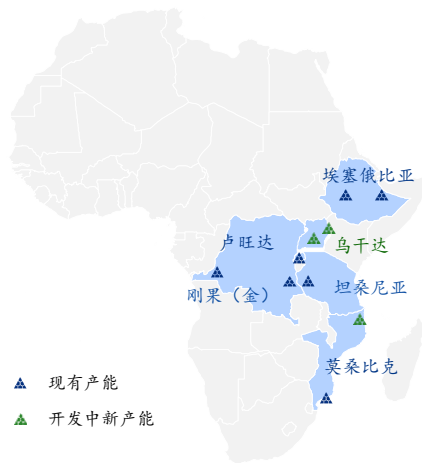 埃塞俄比亚
卢旺达
乌干达
刚果（金）
坦桑尼亚
莫桑比克
现有产能
开发中新产能